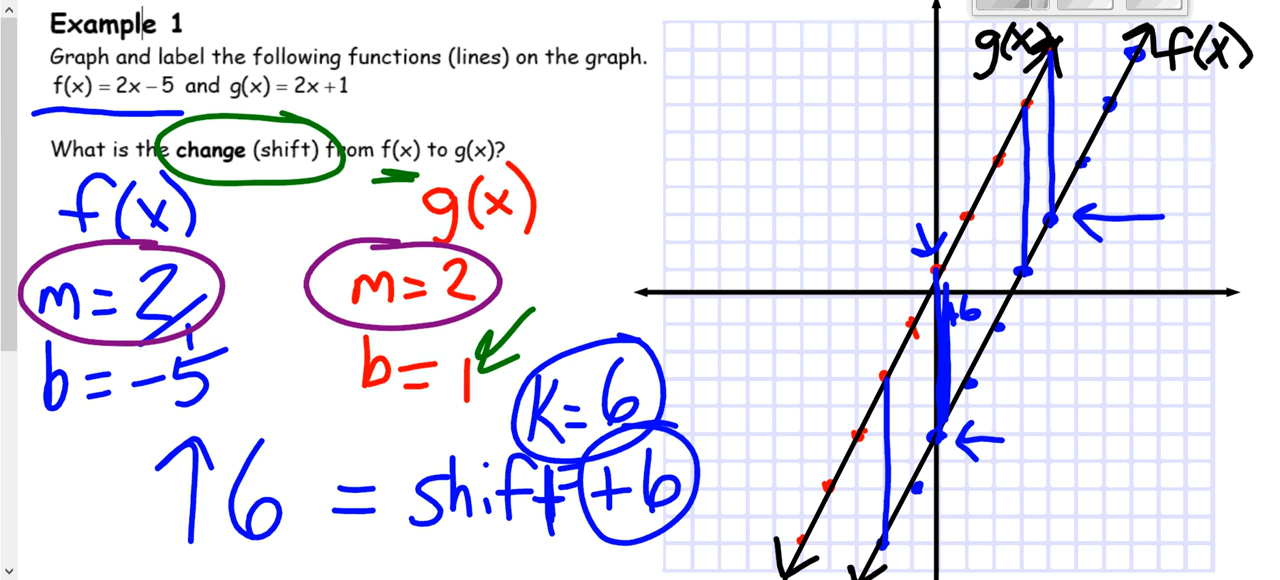 Example 1
Graph and label the following functions (lines) on the graph.
f(x) = 2x – 5 and g(x) = 2x + 1
What is the change (shift) from f(x) to g(x)?
f(x)
g(x)
m = 2
m = 2
b = -5
b = 1
K = 6
↑6 = shift = +6
g(x)
f(x)
+6